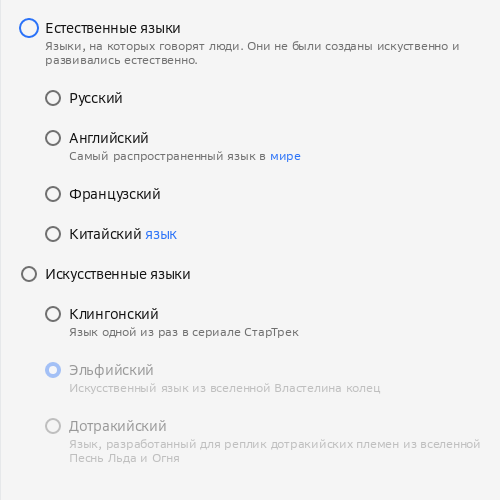 Естественные языки
Языки, на которых говорят люди. Они не были созданы искуственно и
развивались естественно.
Русский
Английский
Самый распространенный язык в мире
Французский
Китайский язык
Искусственные языки
Клингонский
Язык одной из раз в сериале СтарТрек
Эльфийский
Искусственный язык из вселенной Властелина колец
Дотракийский
Язык, разработанный для реплик дотракийских племен из вселенной
Песнь Льда и Огня